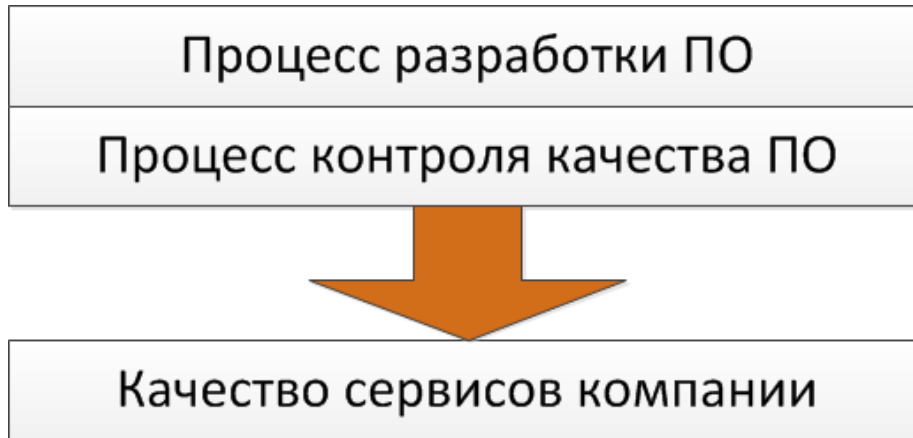 Процесс разработки ПО
Процесс контроля качества ПО
Качество сервисов компании